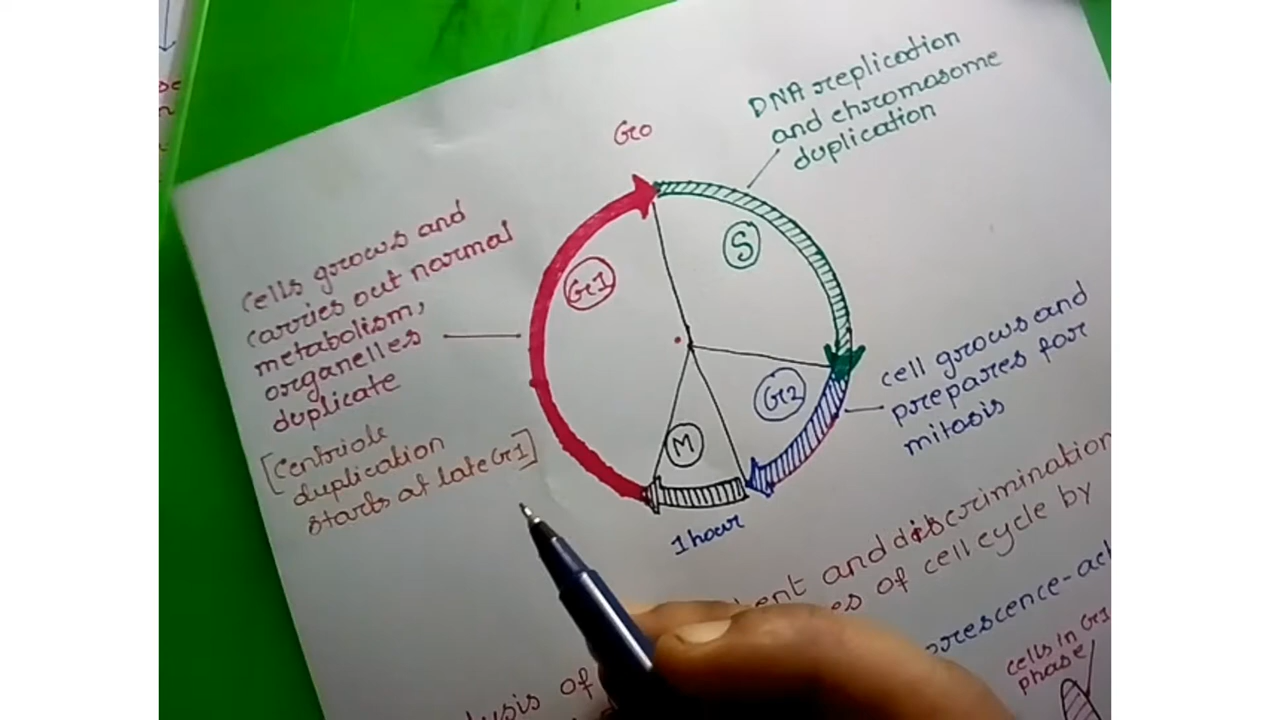 G0
DNA replication
and chromosome
duplication
S
cells grows and
carries out normal
metabolism,
organelles
duplicate
G1
[centriole
duplication
starts at late G1]
G2
cell grows and
prepares for
mitosis
M
1 hour
and discrimination
of cell cycle by
cells in G1
phase
of